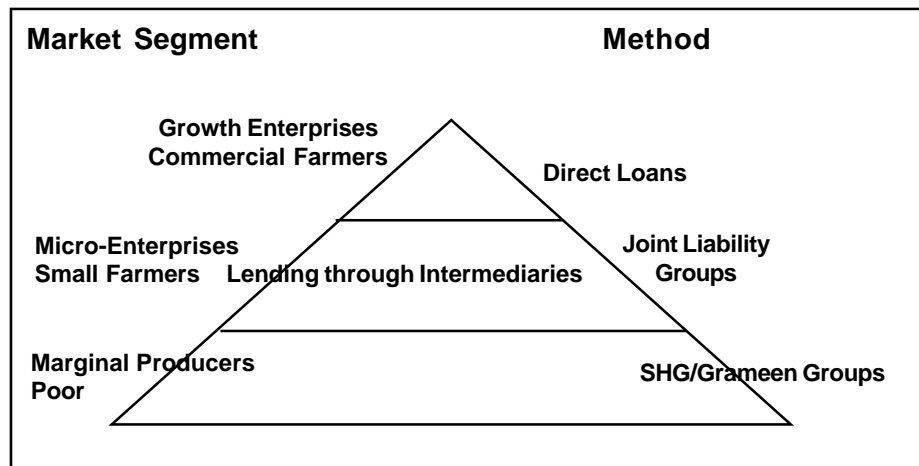 Market Segment
Method
Growth Enterprises
Commercial Farmers
Direct Loans
Micro-Enterprises
Small Farmers
Lending through Intermediaries
Joint Liability
Groups
Marginal Producers
Poor
SHG/Grameen Groups